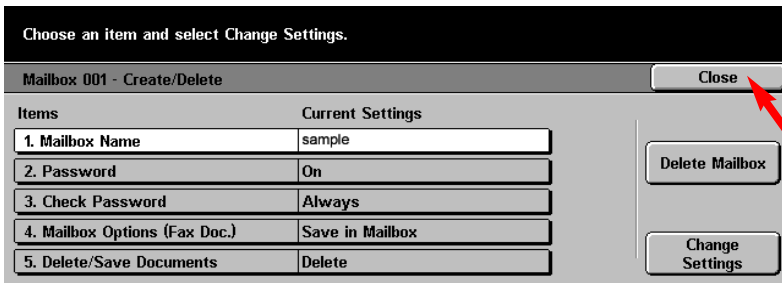 Choose an item and select Change Settings.
Mailbox 001 - Create/Delete
Close
Items Current Settings
1. Mailbox Name sample
2. Password On
3. Check Password Always
4. Mailbox Options (Fax Doc.) Save in Mailbox
5. Delete/Save Documents Delete
Delete Mailbox
Change
Settings